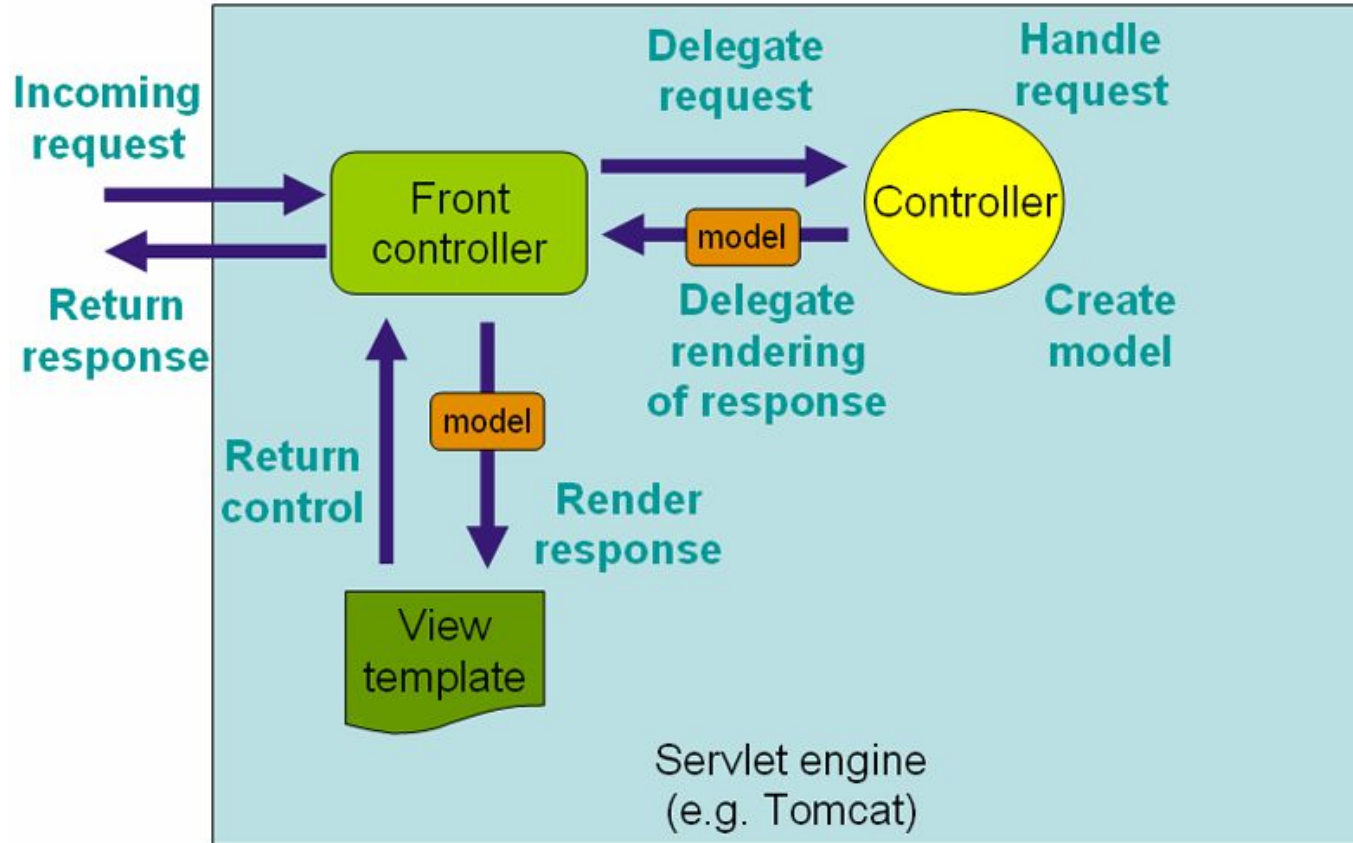 Incoming
request
Return
response
Front
controller
Delegate
request
Handle
request
Controller
model
Delegate
rendering
of response
Create
model
model
Return
control
Render
response
View
template
Servlet engine
(e.g. Tomcat)